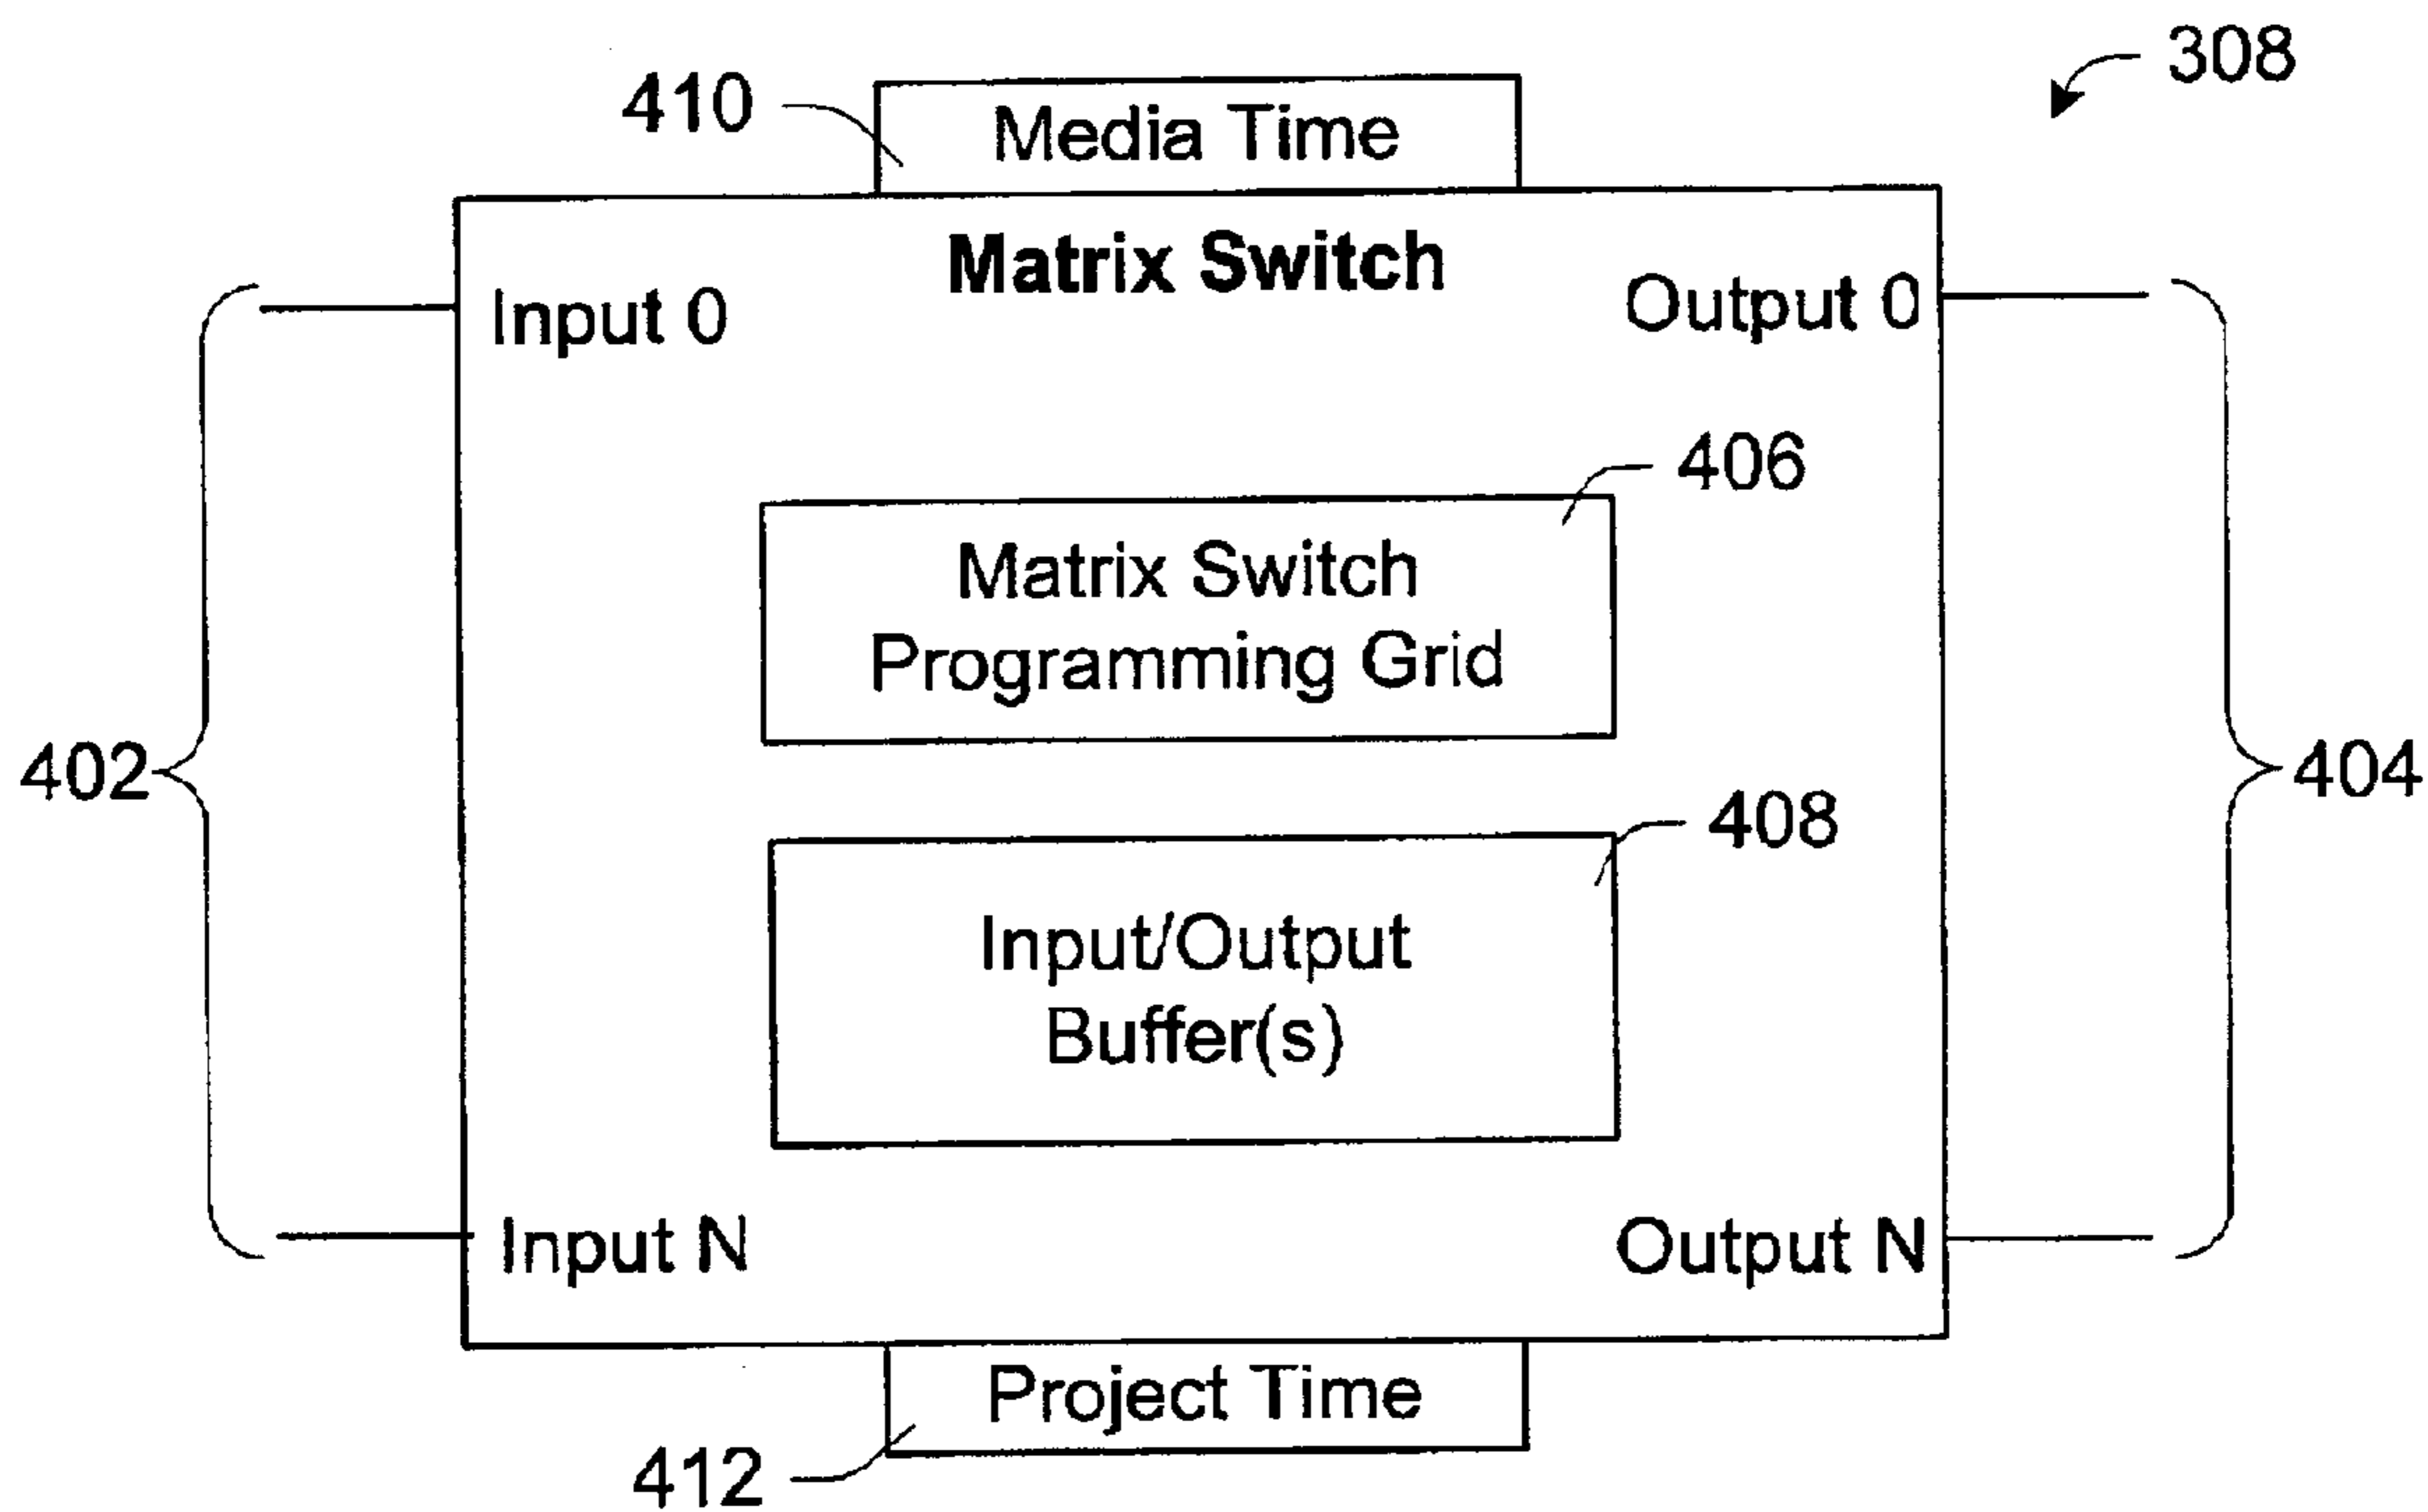 308
410
Media Time
Matrix Switch
Input 0
Output 0
406
Matrix Switch
Programming Grid
402
404
408
Input/Output
Buffer(s)
Input N
Output N
Project Time
412